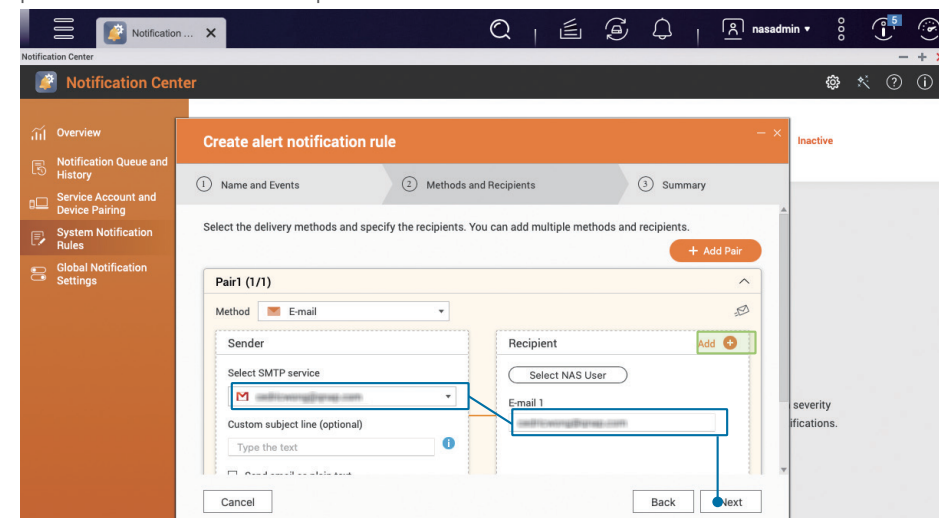 Notification ...
nasadmin
5
Notification Center
Notification Center
Overview
Notification Queue and
History
Service Account and
Device Pairing
System Notification
Rules
Global Notification
Settings
Inactive
Create alert notification rule
1 Name and Events
2 Methods and Recipients
3 Summary
Select the delivery methods and specify the recipients. You can add multiple methods and recipients.
+ Add Pair
Pair1 (1/1)
Method E-mail
Sender
Recipient
Add
Select SMTP service
Select NAS User
E-mail 1
Custom subject line (optional)
Type the text
severity
ifications.
Cancel
Back
Next